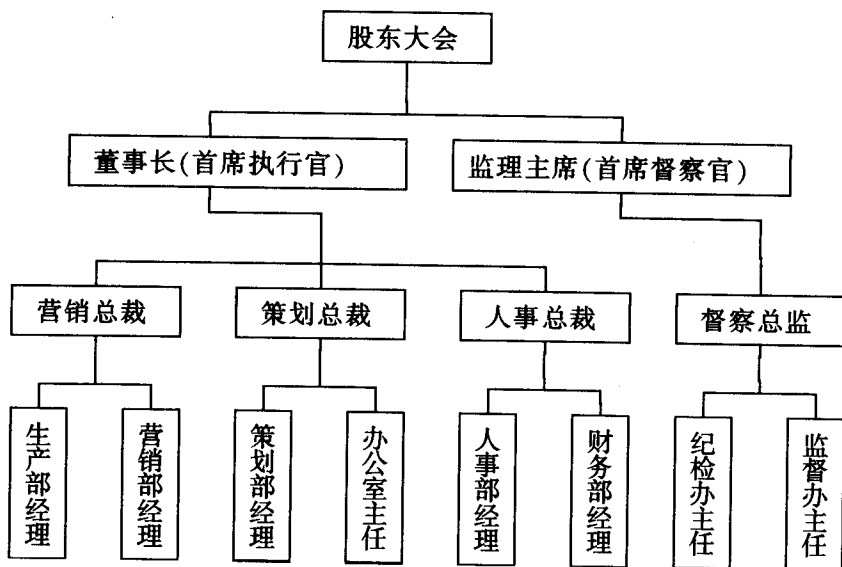 股东大会
董事长(首席执行官)
监理主席(首席督察官)
营销总裁
策划总裁
人事总裁
督察总监
生产部经理
营销部经理
策划部经理
办公室主任
人事部经理
财务部经理
纪检办主任
监督办主任